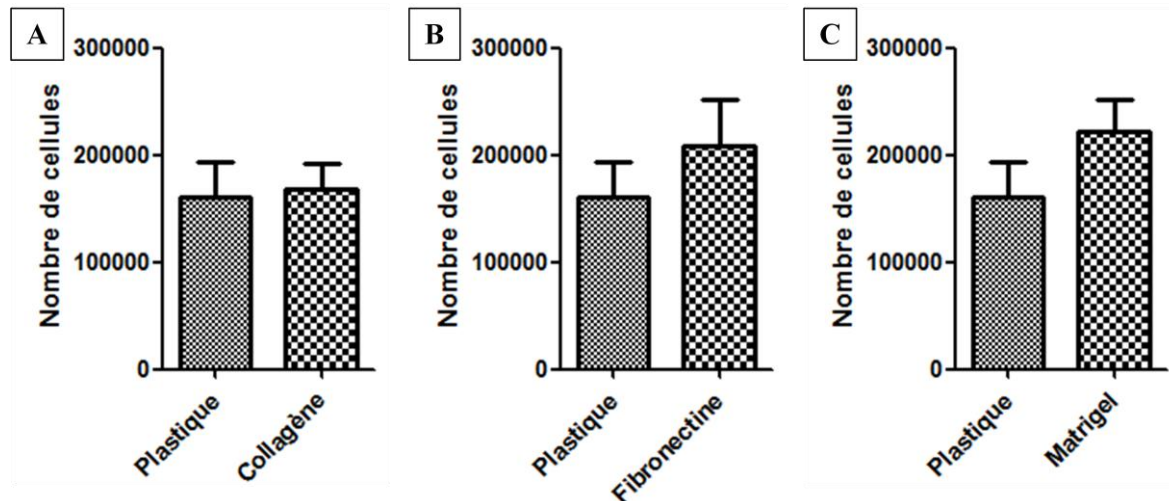 A
Nombre de cellules
300000
200000
100000
0
Plastique
Collagène
B
Nombre de cellules
300000
200000
100000
0
Plastique
Fibronectine
C
Nombre de cellules
300000
200000
100000
0
Plastique
Matrigel